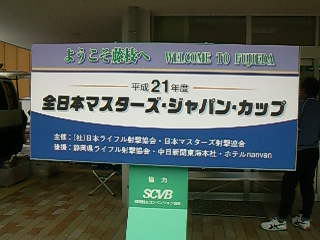 ようこそ藤枝へ WELCOME TO FUJIEDA
平成21年度
全日本マスターズ・ジャパン・カップ
主催:(社)日本ライフル射撃協会・日本マスターズ射撃協会
後援:静岡県ライフル射撃協会・中日新聞東海本社・ホテルnanvan
協力
SCVB